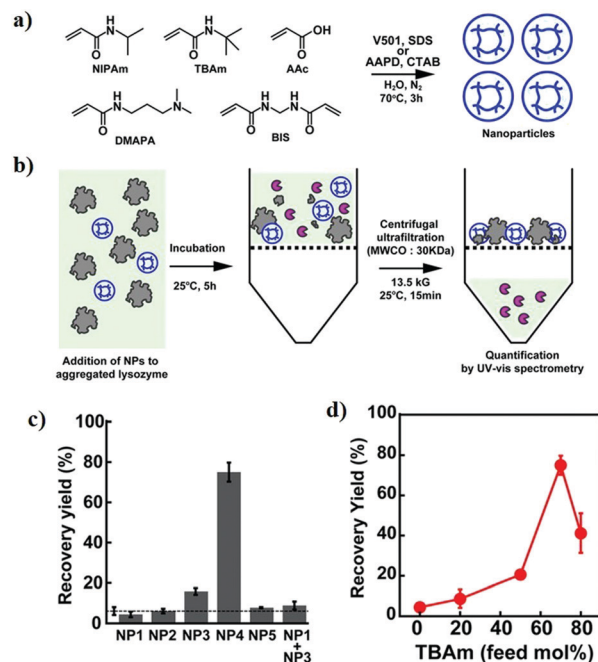 a)
H
N
O
NIPAm
H
N
O
TBAm
OH
O
AAc
V501, SDS
or
AAPD, CTAB
H2O, N2
70°C, 3h
Nanoparticles
H
N
O
N
DMAPA
H
N
O
H
N
O
BIS
b)
Incubation
25°C, 5h
Centrifugal
ultrafiltration
(MWCO : 30KDa)
13.5 kG
25°C, 15min
Addition of NPs to
aggregated lysozyme
Quantification
by UV-vis spectrometry
c)
Recovery yield (%)
100
80
60
40
20
0
NP1 NP2 NP3 NP4 NP5 NP1
+
NP3
d)
Recovery Yield (%)
100
80
60
40
20
0
0 20 40 60 80
TBAm (feed mol%)